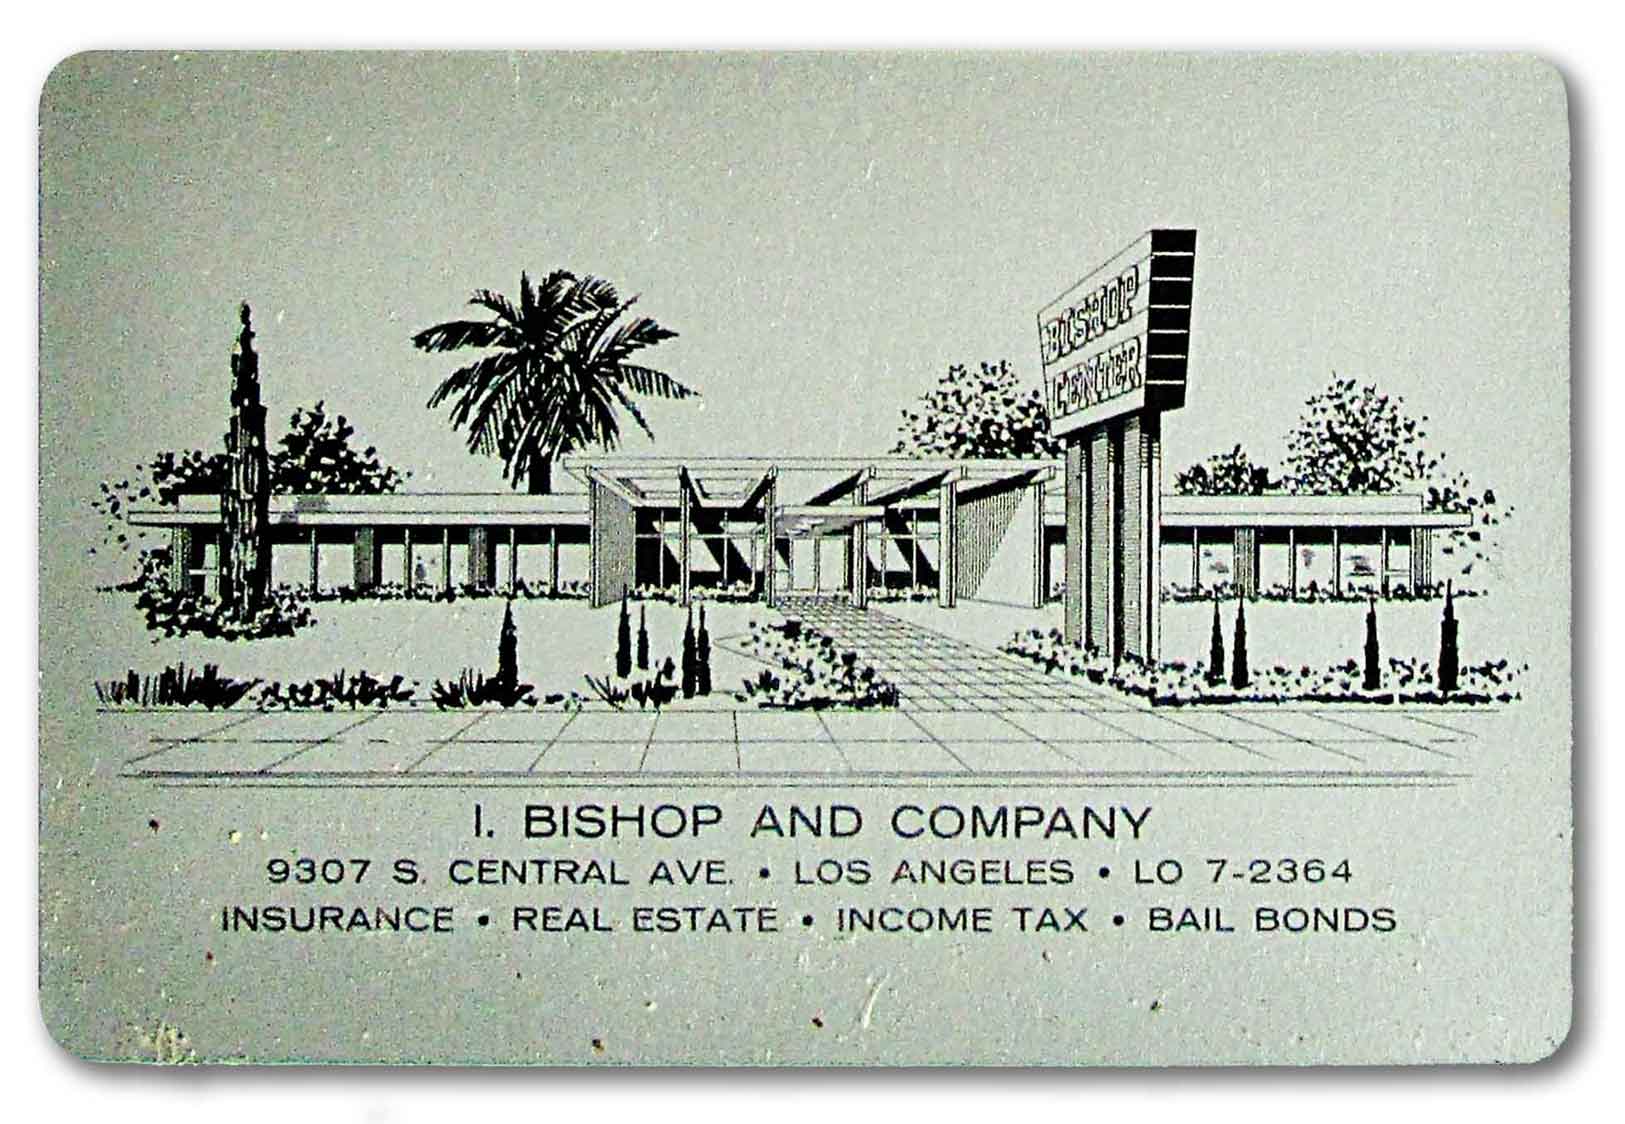 BISHOP
CENTER
I. BISHOP AND COMPANY
9307 S. CENTRAL AVE. • LOS ANGELES • LO 7-2364
INSURANCE • REAL ESTATE • INCOME TAX • BAIL BONDS